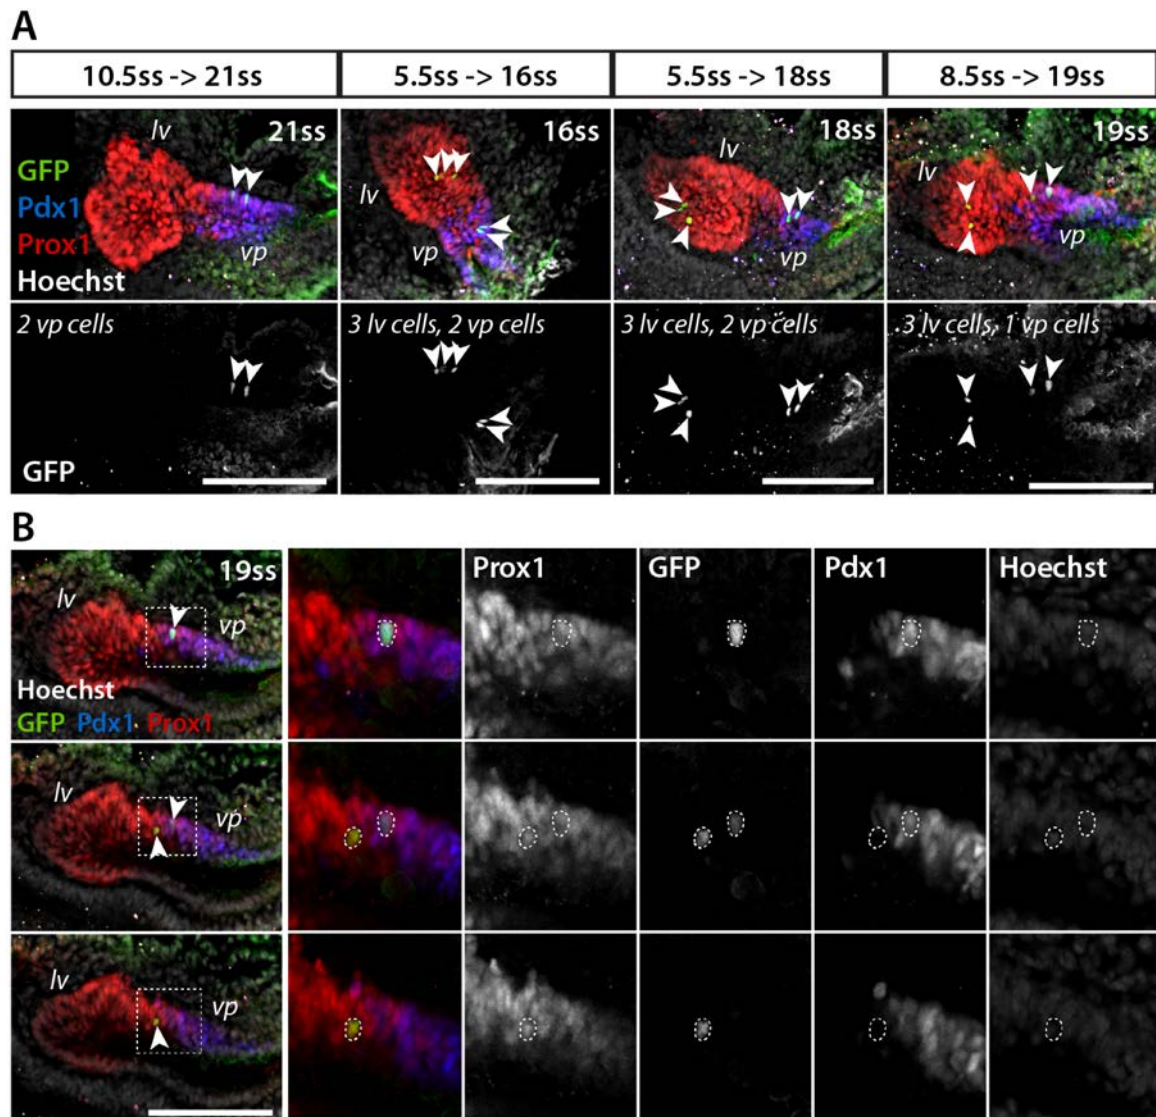 A
10.5ss -> 21ss
5.5ss -> 16ss
5.5ss -> 18ss
8.5ss -> 19ss
GFP
Pdx1
Prox1
Hoechst
lv
21ss
vp
lv
16ss
vp
lv
18ss
vp
lv
19ss
vp
2 vp cells
3 lv cells, 2 vp cells
3 lv cells, 2 vp cells
3 lv cells, 1 vp cells
GFP
B
19ss
lv
vp
Hoechst
GFP Pdx1 Prox1
Prox1
GFP
Pdx1
Hoechst
lv
vp
lv
vp